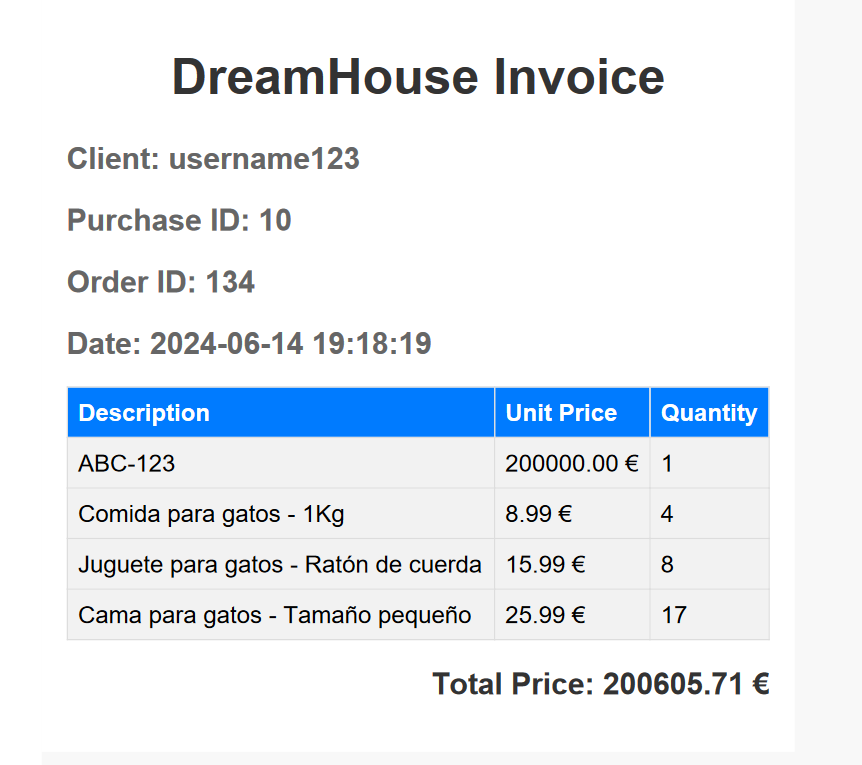 DreamHouse Invoice
Client: username123
Purchase ID: 10
Order ID: 134
Date: 2024-06-14 19:18:19
Description Unit Price Quantity
ABC-123 200000.00 € 1
Comida para gatos - 1Kg 8.99 € 4
Juguete para gatos - Ratón de cuerda 15.99 € 8
Cama para gatos - Tamaño pequeño 25.99 € 17
Total Price: 200605.71 €